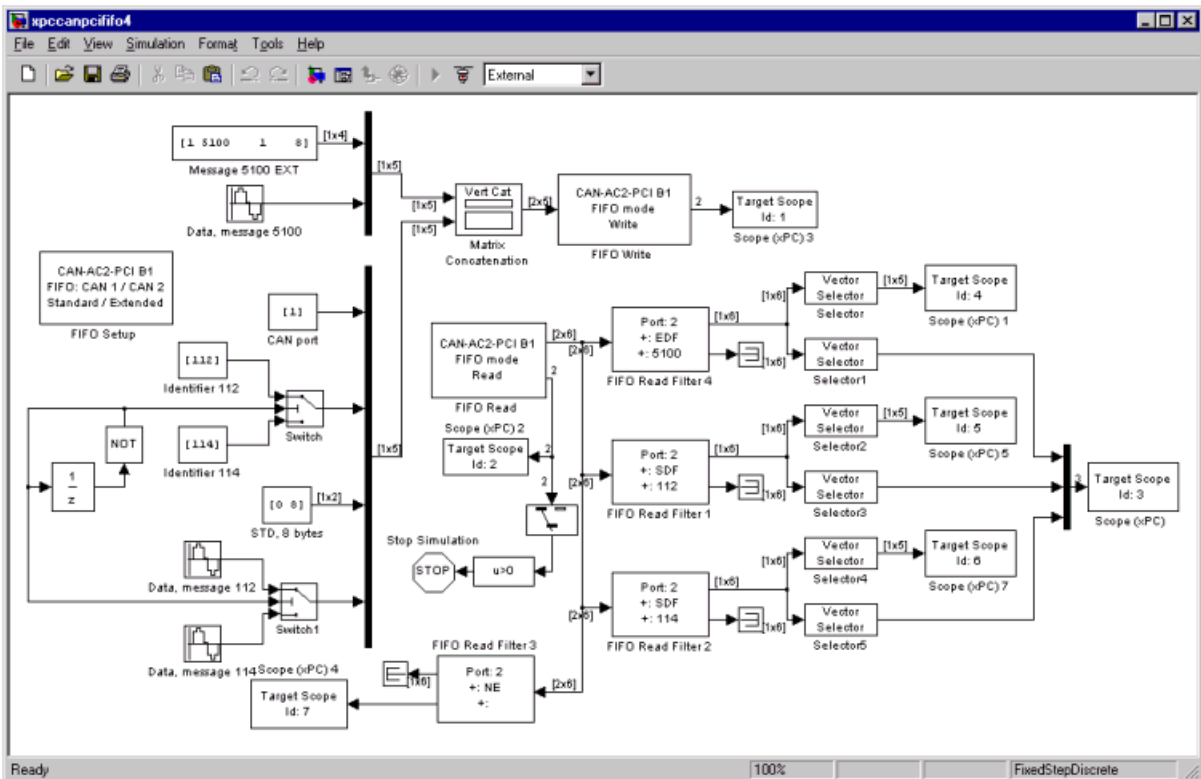 xpccanpcififo4
File Edit View Simulation Format Tools Help
External
[1 5100 1 8]
[1x4]
Message 5100 EXT
Data, message 5100
[1x5]
[1x5]
[1x5]
Vert Cat
Matrix
Concatenation
[2x5]
CAN-AC2-PCI B1
FIFO mode
Write
FIFO Write
2
Target Scope
Id: 1
Scope (xPC) 3
CAN-AC2-PCI B1
FIFO: CAN 1 / CAN 2
Standard / Extended
FIFO Setup
[1]
CAN port
[112]
Identifier 112
[114]
Identifier 114
Switch
NOT
1
z
[0 8]
[1x2]
STD, 8 bytes
[1x5]
Data, message 112
Data, message 114
Switch1
CAN-AC2-PCI B1
FIFO mode
Read
FIFO Read
[2x6]
[2x6]
2
Scope (xPC) 2
Target Scope
Id: 2
2
2
Stop Simulation
STOP
u>0
Port: 2
+: EDF
+: 5100
FIFO Read Filter 4
[1x6]
[1x6]
[1x6]
Vector
Selector
Selector
[1x5]
Target Scope
Id: 4
Scope (xPC) 1
Vector
Selector
Selector1
[2x6]
Port: 2
+: SDF
+: 112
FIFO Read Filter 1
[1x6]
[1x6]
[1x6]
Vector
Selector
Selector2
[1x5]
Target Scope
Id: 5
Scope (xPC) 5
Vector
Selector
Selector3
3
Target Scope
Id: 3
Scope (xPC)
[2x6]
Port: 2
+: SDF
+: 114
FIFO Read Filter 2
[1x6]
[1x6]
[1x6]
Vector
Selector
Selector4
[1x5]
Target Scope
Id: 6
Scope (xPC) 7
Vector
Selector
Selector5
FIFO Read Filter 3
Port: 2
+: NE
+:
[2x6]
[1x6]
Scope (xPC) 4
Target Scope
Id: 7
Ready
100%
FixedStepDiscrete